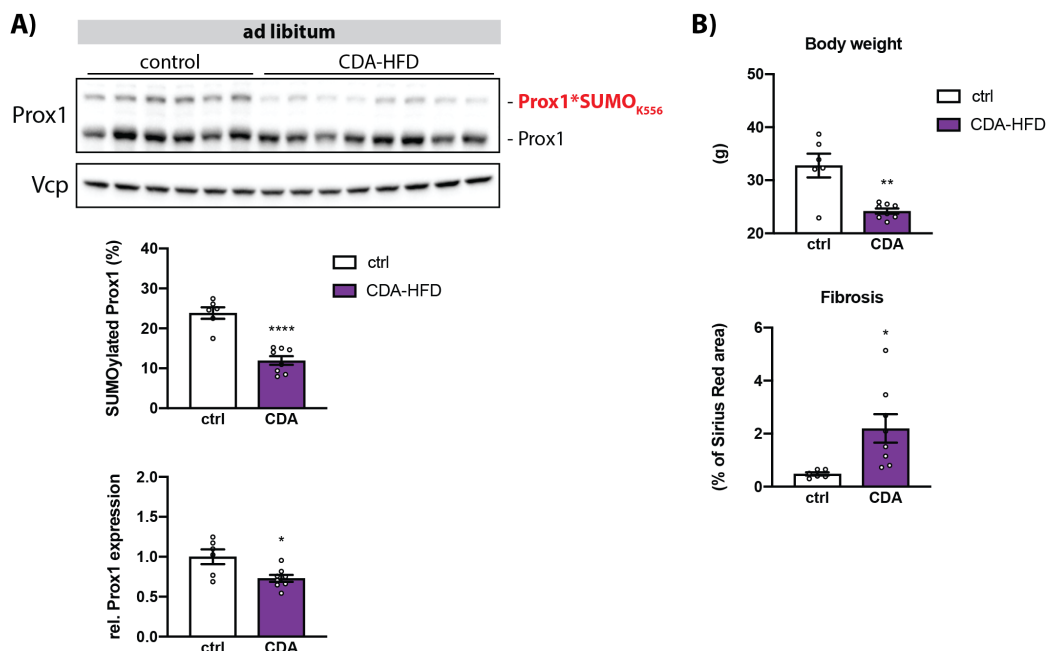 A)
ad libitum
control CDA-HFD
Prox1
- Prox1*SUMO K556
- Prox1
Vcp
SUMOylated Prox1 (%)
40
30
20
10
0
****
ctrl CDA
ctrl
CDA-HFD
rel. Prox1 expression
2.0
1.5
1.0
0.5
0.0
*
ctrl CDA
B)
Body weight
(g)
50
40
30
20
**
ctrl CDA
ctrl
CDA-HFD
Fibrosis
(% of Sirius Red area)
6
4
2
0
*
ctrl CDA